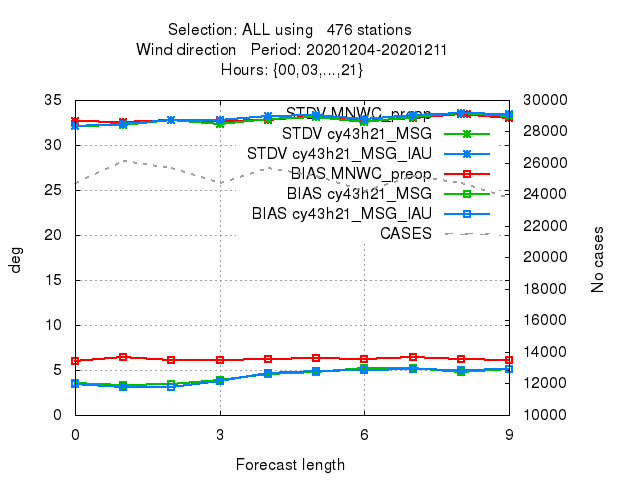 Selection: ALL using   476 stations
Wind direction   Period: 20201204-20201211
Hours: {00,03,...,21}
35 STDV MNWC_preop 30000
STDV cy43h21_MSG 28000
STDV cy43h21_MSG_IAU
30 BIAS MNWC_preop 26000
25 BIAS cy43h21_MSG 24000
BIAS cy43h21_MSG_IAU 22000
20 CASES
deg No cases
20000
15 18000
10 16000
14000
5 12000
0 10000
0 3 6 9
Forecast length